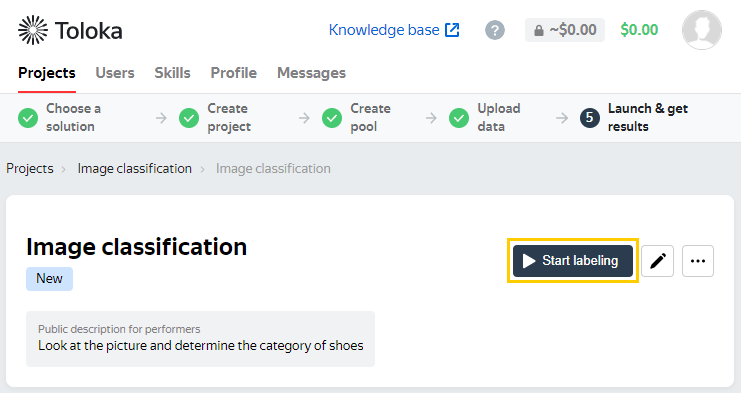 Toloka
Knowledge base
?
~$0.00
$0.00
Projects Users Skills Profile Messages
Choose a solution
Create project
Create pool
Upload data
5
Launch & get results
Projects > Image classification > Image classification
Image classification
Start labeling
New
Public description for performers
Look at the picture and determine the category of shoes